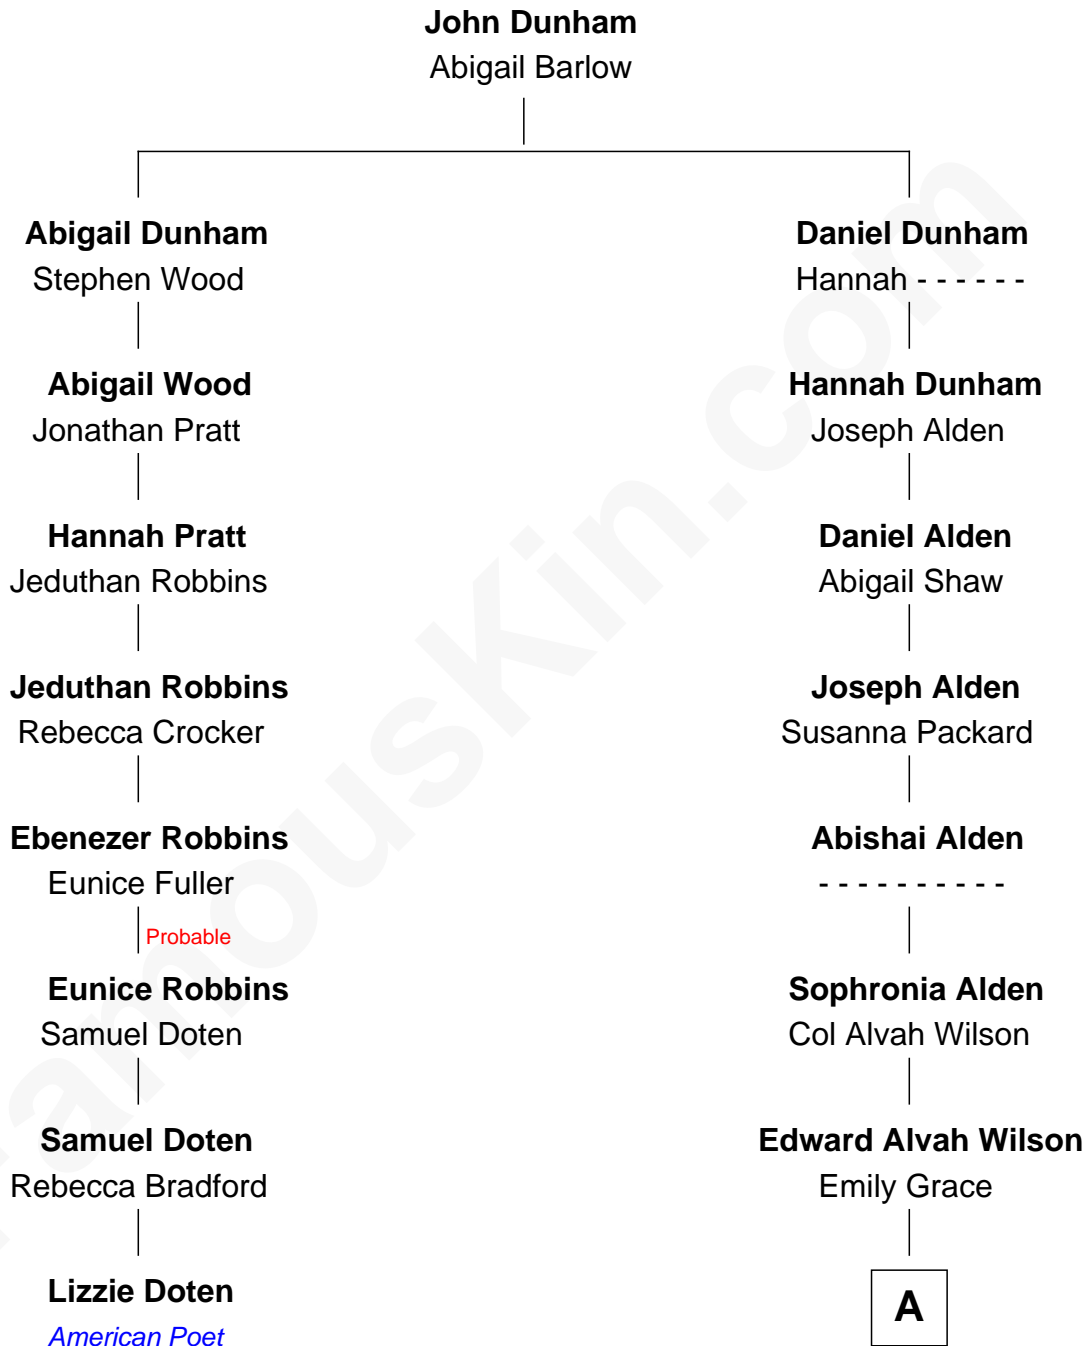 John Dunham
Abigail Barlow
Abigail Dunham
Stephen Wood
Daniel Dunham
Hannah - - - - - -
Abigail Wood
Jonathan Pratt
Hannah Dunham
Joseph Alden
Hannah Pratt
Jeduthan Robbins
Daniel Alden
Abigail Shaw
Jeduthan Robbins
Rebecca Crocker
Joseph Alden
Susanna Packard
Ebenezer Robbins
Eunice Fuller
Abishai Alden
- - - - - - - - - -
Probable
Eunice Robbins
Samuel Doten
Sophronia Alden
Col Alvah Wilson
Samuel Doten
Rebecca Bradford
Edward Alvah Wilson
Emily Grace
Lizzie Doten
American Poet
A
FamousKin.com